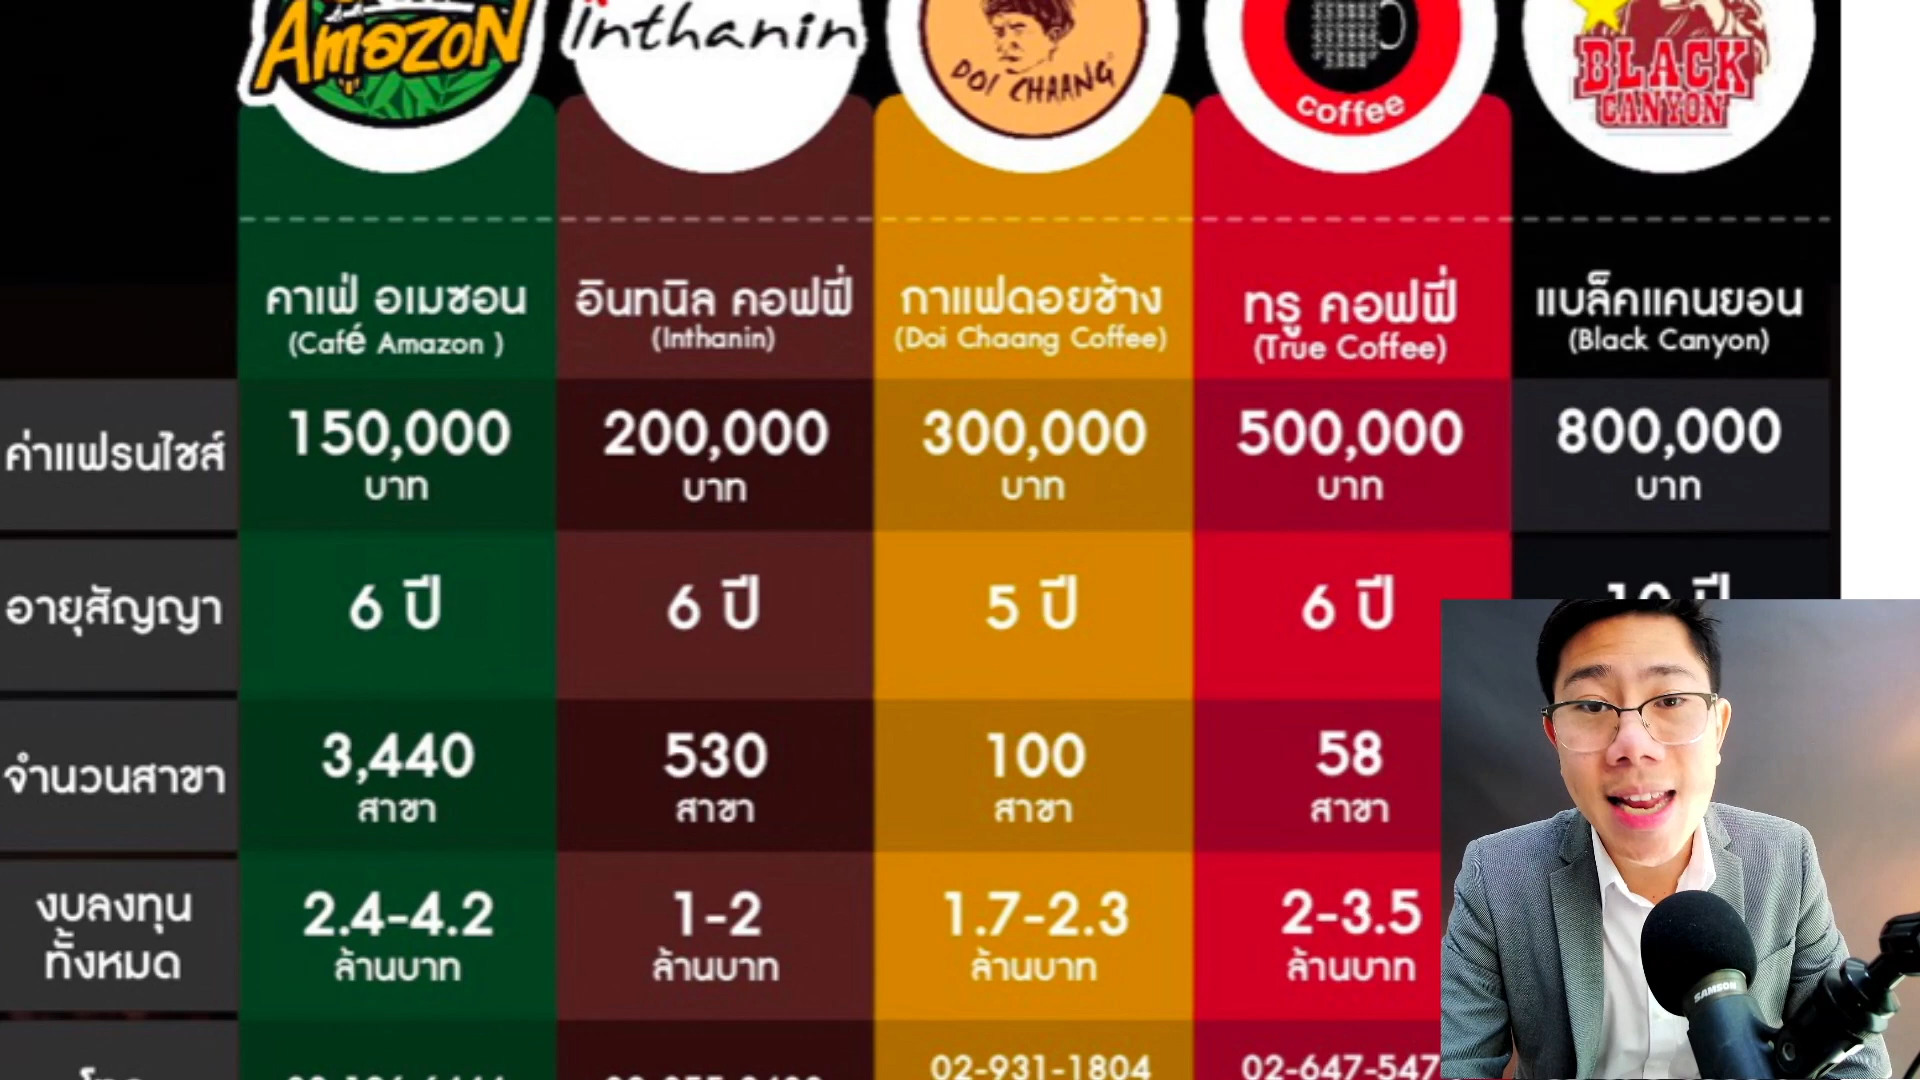 AmazoN
Inthanin
DOI CHAANG
coffee
BLACK
CANYON
คาเฟ่ อเมซอน
(Café Amazon )
อินทนิล คอฟฟี่
(Inthanin)
กาแฟดอยช้าง
(Doi Chaang Coffee)
ทรู คอฟฟี่
(True Coffee)
แบล็คแคนยอน
(Black Canyon)
ค่าแฟรนไชส์
150,000
บาท
200,000
บาท
300,000
บาท
500,000
บาท
800,000
บาท
อายุสัญญา
6 ปี
6 ปี
5 ปี
6 ปี
10 ปี
จำนวนสาขา
3,440
สาขา
530
สาขา
100
สาขา
58
สาขา
งบลงทุน
ทั้งหมด
2.4-4.2
ล้านบาท
1-2
ล้านบาท
1.7-2.3
ล้านบาท
2-3.5
ล้านบาท
02-931-1804
02-647-547
SAMSON